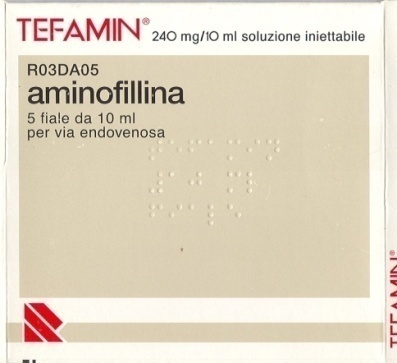 TEFAMIN® 240 mg/10 ml soluzione iniettabile
R03DA05
aminofillina
5 fiale da 10 ml
per via endovenosa
TEFAMIN®